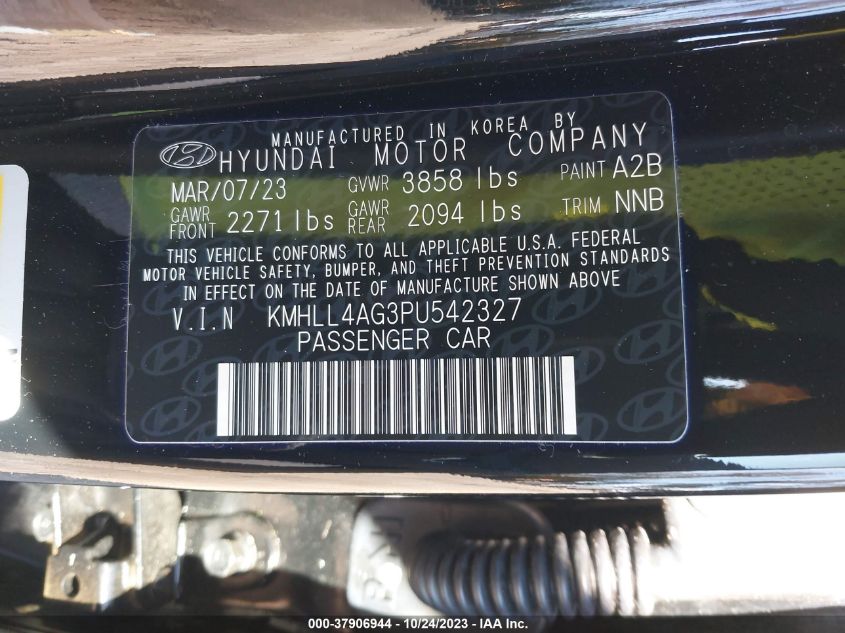 MANUFACTURED IN KOREA BY
HYUNDAI MOTOR COMPANY
MAR/07/23 GVWR 3858 lbs PAINT A2B
GAWR FRONT 2271 lbs GAWR REAR 2094 lbs TRIM NNB
THIS VEHICLE CONFORMS TO ALL APPLICABLE U.S.A. FEDERAL
MOTOR VEHICLE SAFETY, BUMPER, AND THEFT PREVENTION STANDARDS
IN EFFECT ON THE DATE OF MANUFACTURE SHOWN ABOVE
V.I.N KMHLL4AG3PU542327
PASSENGER CAR
000-37906944 - 10/24/2023 - IAA Inc.